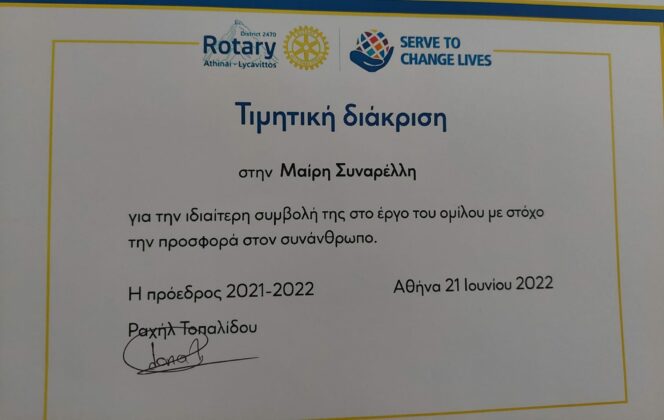 District 2470
Rotary
Athinai - Lycavittos
SERVE TO
CHANGE LIVES
Τιμητική διάκριση
στην Μαίρη Συναρέλλη
για την ιδιαίτερη συμβολή της στο έργο του ομίλου με στόχο
την προσφορά στον συνάνθρωπο.
Η πρόεδρος 2021-2022
Αθήνα 21 Ιουνίου 2022
Ραχήλ Τοπαλίδου